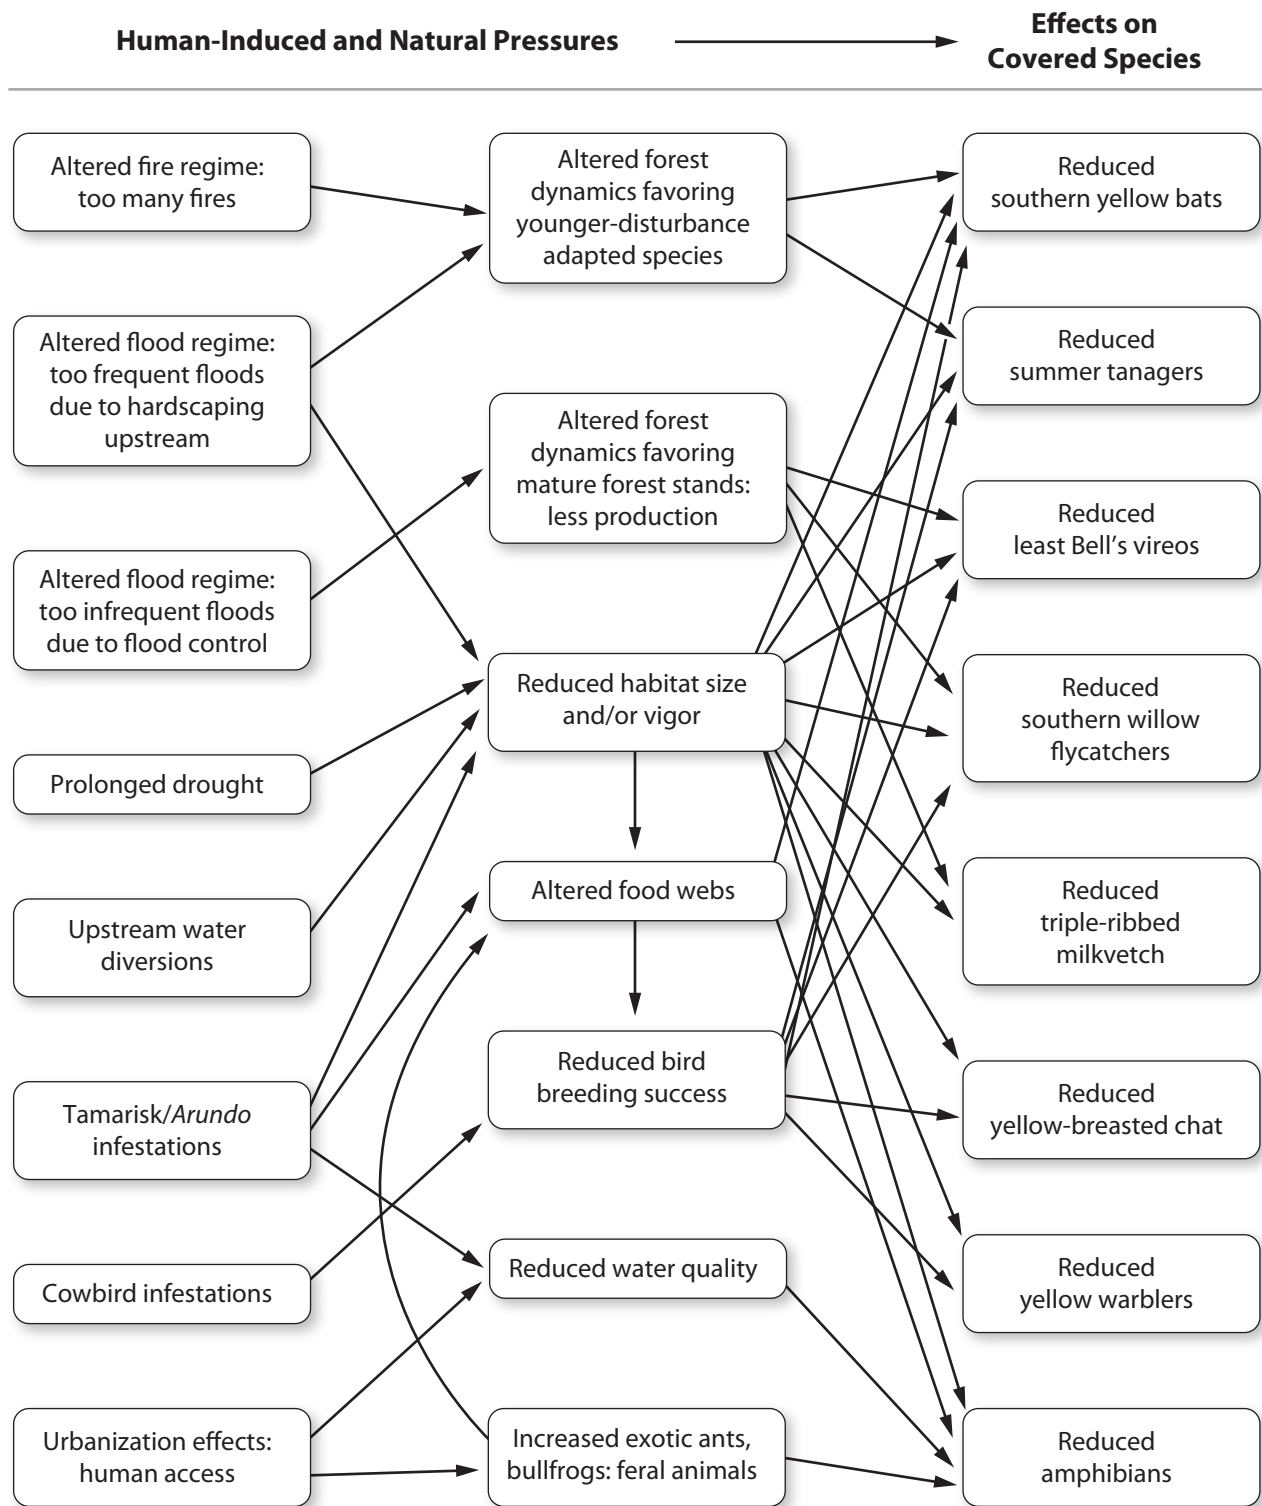 Human-Induced and Natural Pressures
Effects on
Covered Species
Altered fire regime:
too many fires
Altered flood regime:
too frequent floods
due to hardscaping
upstream
Altered flood regime:
too infrequent floods
due to flood control
Prolonged drought
Upstream water
diversions
Tamarisk/Arundo
infestations
Cowbird infestations
Urbanization effects:
human access
Altered forest
dynamics favoring
younger-disturbance
adapted species
Altered forest
dynamics favoring
mature forest stands:
less production
Reduced habitat size
and/or vigor
Altered food webs
Reduced bird
breeding success
Reduced water quality
Increased exotic ants,
bullfrogs: feral animals
Reduced
southern yellow bats
Reduced
summer tanagers
Reduced
least Bell’s vireos
Reduced
southern willow
flycatchers
Reduced
triple-ribbed
milkvetch
Reduced
yellow-breasted chat
Reduced
yellow warblers
Reduced
amphibians